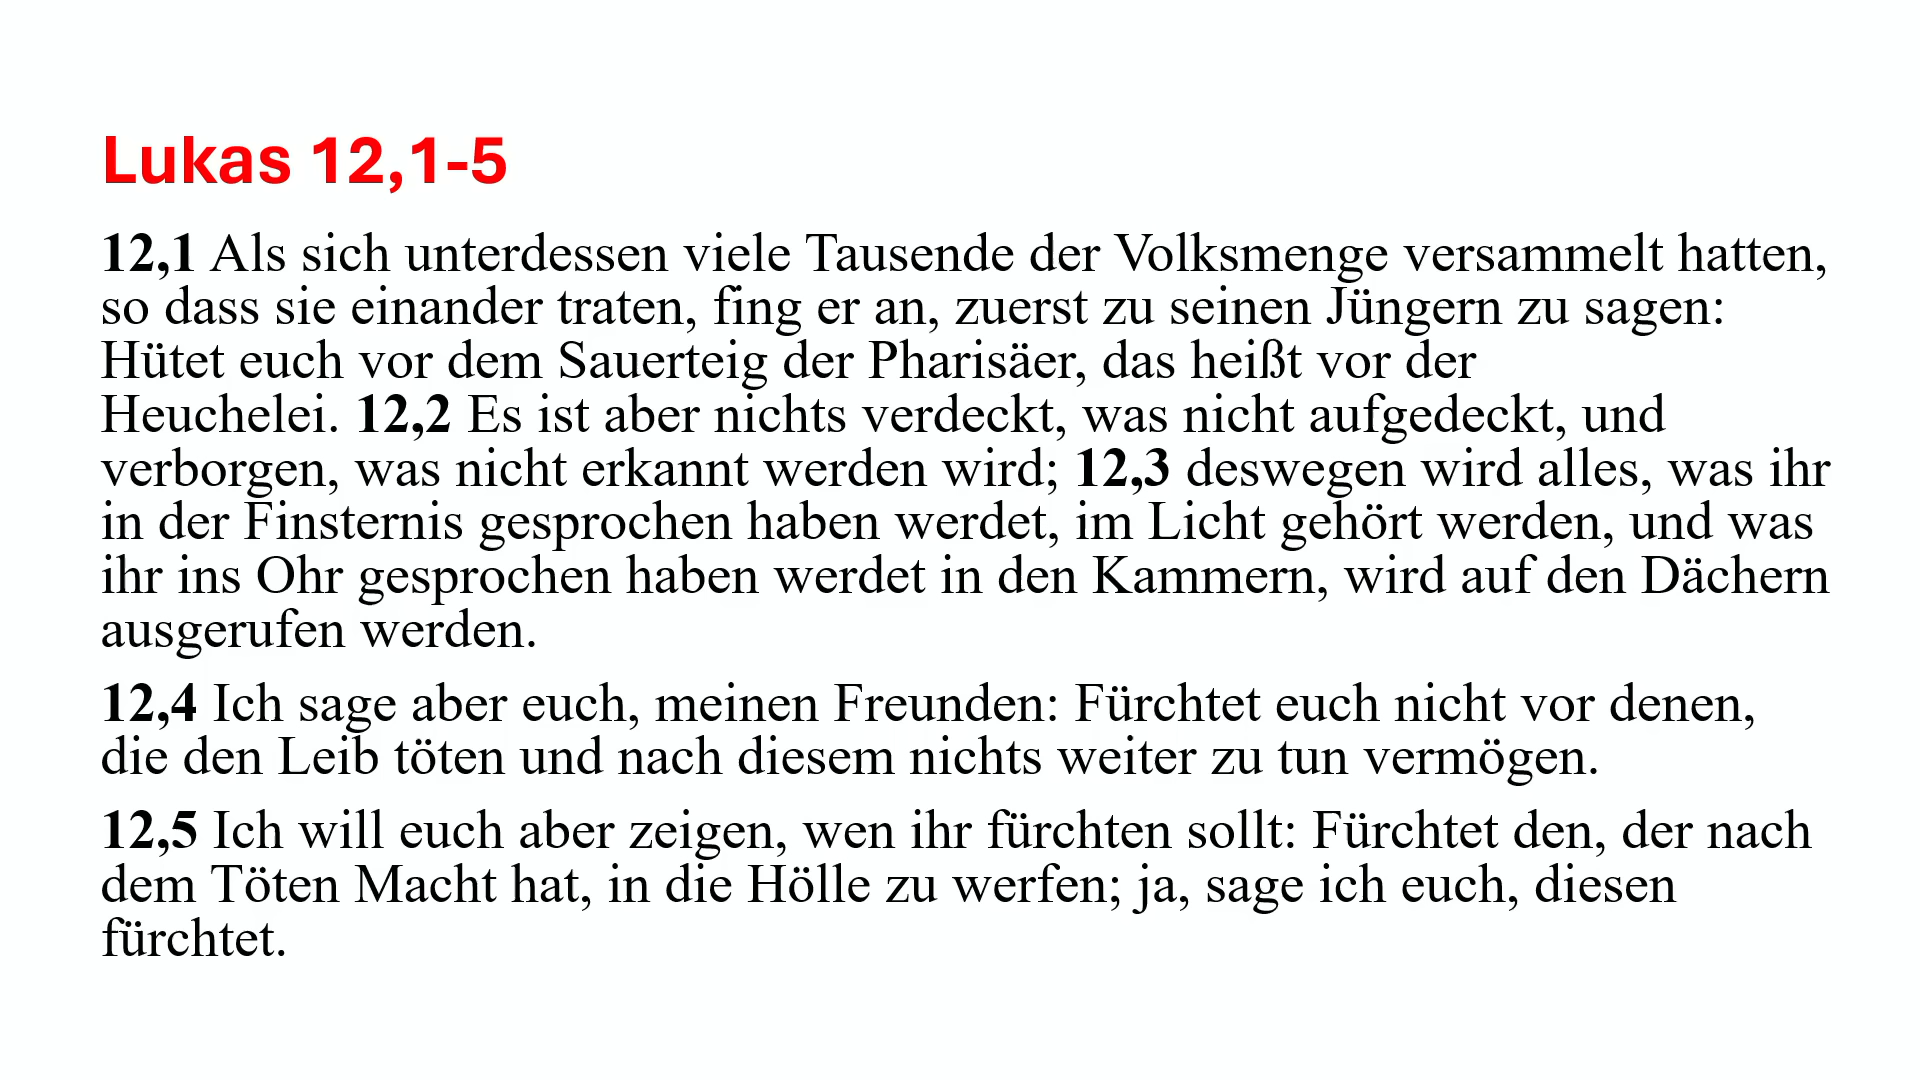 Lukas 12,1-5
12,1 Als sich unterdessen viele Tausende der Volksmenge versammelt hatten,
so dass sie einander traten, fing er an, zuerst zu seinen Jüngern zu sagen:
Hütet euch vor dem Sauerteig der Pharisäer, das heißt vor der
Heuchelei. 12,2 Es ist aber nichts verdeckt, was nicht aufgedeckt, und
verborgen, was nicht erkannt werden wird; 12,3 deswegen wird alles, was ihr
in der Finsternis gesprochen haben werdet, im Licht gehört werden, und was
ihr ins Ohr gesprochen haben werdet in den Kammern, wird auf den Dächern
ausgerufen werden.
12,4 Ich sage aber euch, meinen Freunden: Fürchtet euch nicht vor denen,
die den Leib töten und nach diesem nichts weiter zu tun vermögen.
12,5 Ich will euch aber zeigen, wen ihr fürchten sollt: Fürchtet den, der nach
dem Töten Macht hat, in die Hölle zu werfen; ja, sage ich euch, diesen
fürchtet.